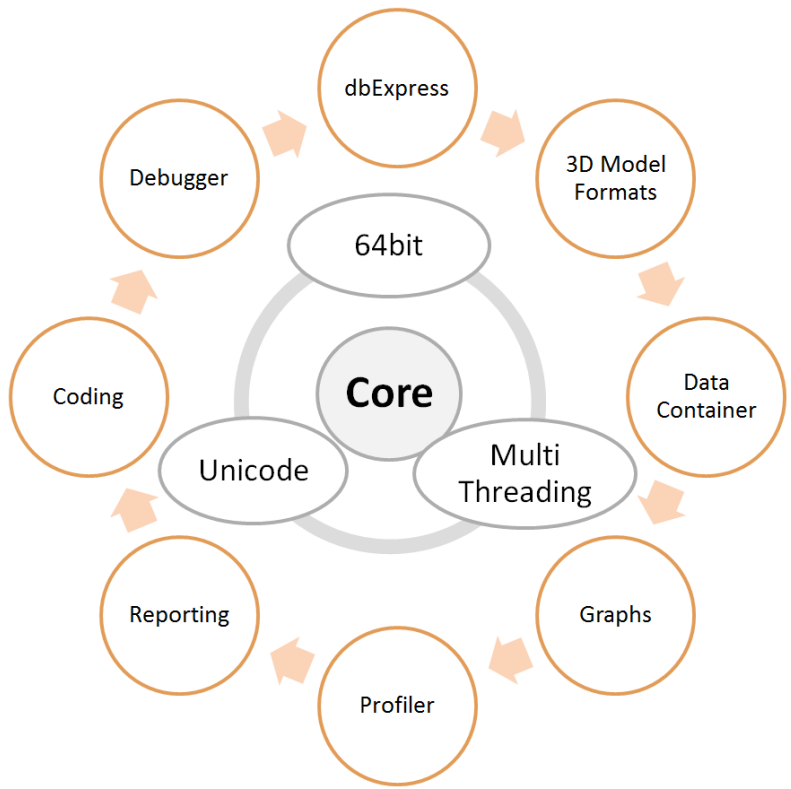 dbExpress
3D Model
Formats
Data
Container
Graphs
Profiler
Reporting
Coding
Debugger
64bit
Multi
Threading
Unicode
Core